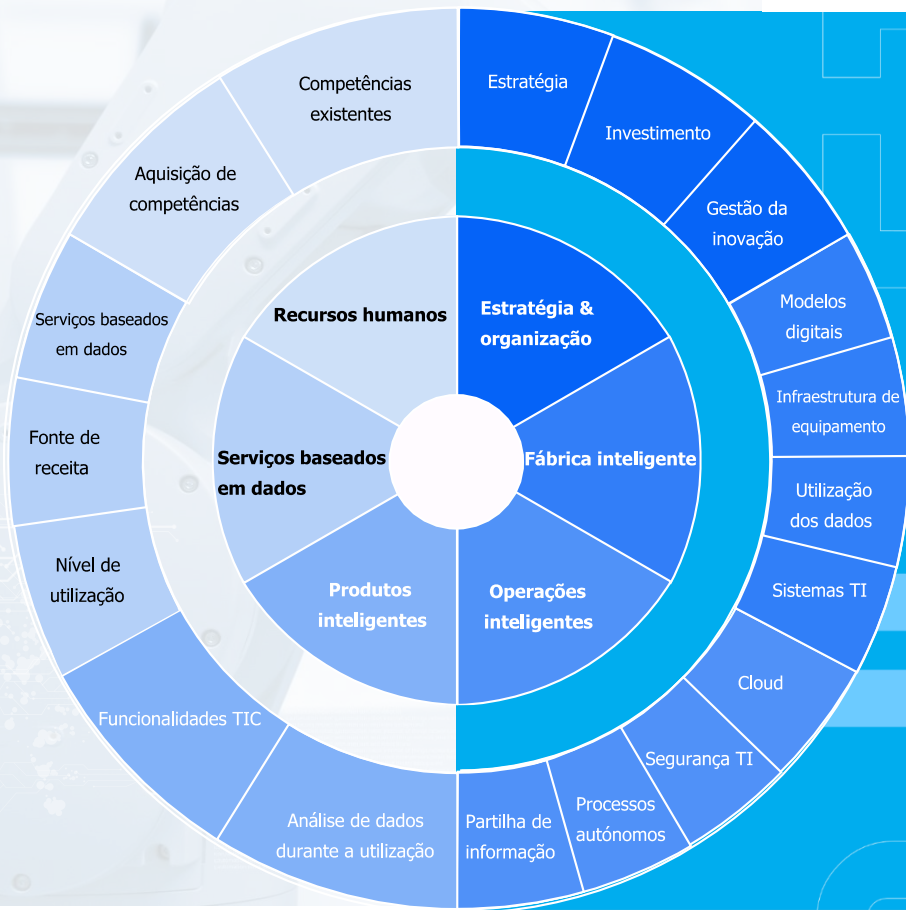 Competências
existentes
Estratégia
Investimento
Aquisição de
competências
Gestão da
inovação
Serviços baseados
em dados
Modelos
digitais
Fonte de
receita
Infraestrutura de
equipamento
Nível de
utilização
Utilização
dos dados
Sistemas TI
Funcionalidades TIC
Cloud
Segurança TI
Análise de dados
durante a utilização
Partilha de
informação
Processos
autónomos
Recursos humanos
Estratégia &
organização
Serviços baseados
em dados
Fábrica inteligente
Produtos
inteligentes
Operações
inteligentes